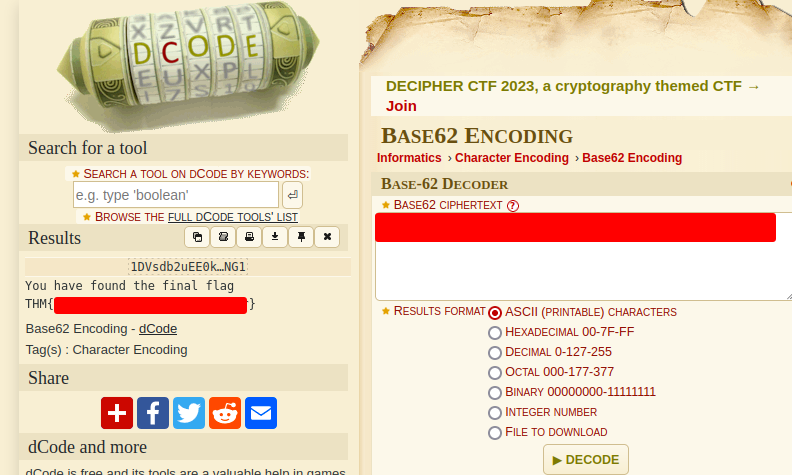 DCODE
Search for a tool
SEARCH A TOOL ON DCODE BY KEYWORDS:
e.g. type 'boolean'
BROWSE THE FULL DCODE TOOLS' LIST
Results
1DVsdb2uEE0k…NG1
You have found the final flag
THM{ }
Base62 Encoding - dCode
Tag(s) : Character Encoding
Share
dCode and more
dCode is free and its tools are a valuable help in games
DECIPHER CTF 2023, a cryptography themed CTF →
Join
BASE62 ENCODING
Informatics › Character Encoding › Base62 Encoding
BASE-62 DECODER
BASE62 CIPHERTEXT ?
RESULTS FORMAT ASCII (PRINTABLE) CHARACTERS
HEXADECIMAL 00-7F-FF
DECIMAL 0-127-255
OCTAL 000-177-377
BINARY 00000000-11111111
INTEGER NUMBER
FILE TO DOWNLOAD
▶ DECODE